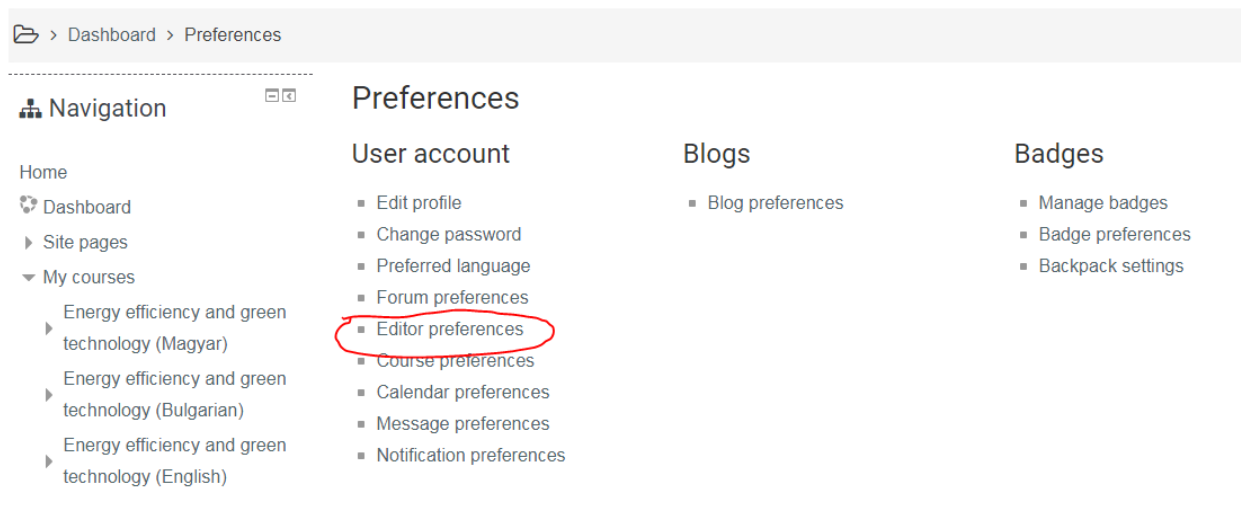 > Dashboard > Preferences
Navigation
Home
Dashboard
Site pages
My courses
Energy efficiency and green
technology (Magyar)
Energy efficiency and green
technology (Bulgarian)
Energy efficiency and green
technology (English)
Preferences
User account
Edit profile
Change password
Preferred language
Forum preferences
Editor preferences
Course preferences
Calendar preferences
Message preferences
Notification preferences
Blogs
Blog preferences
Badges
Manage badges
Badge preferences
Backpack settings